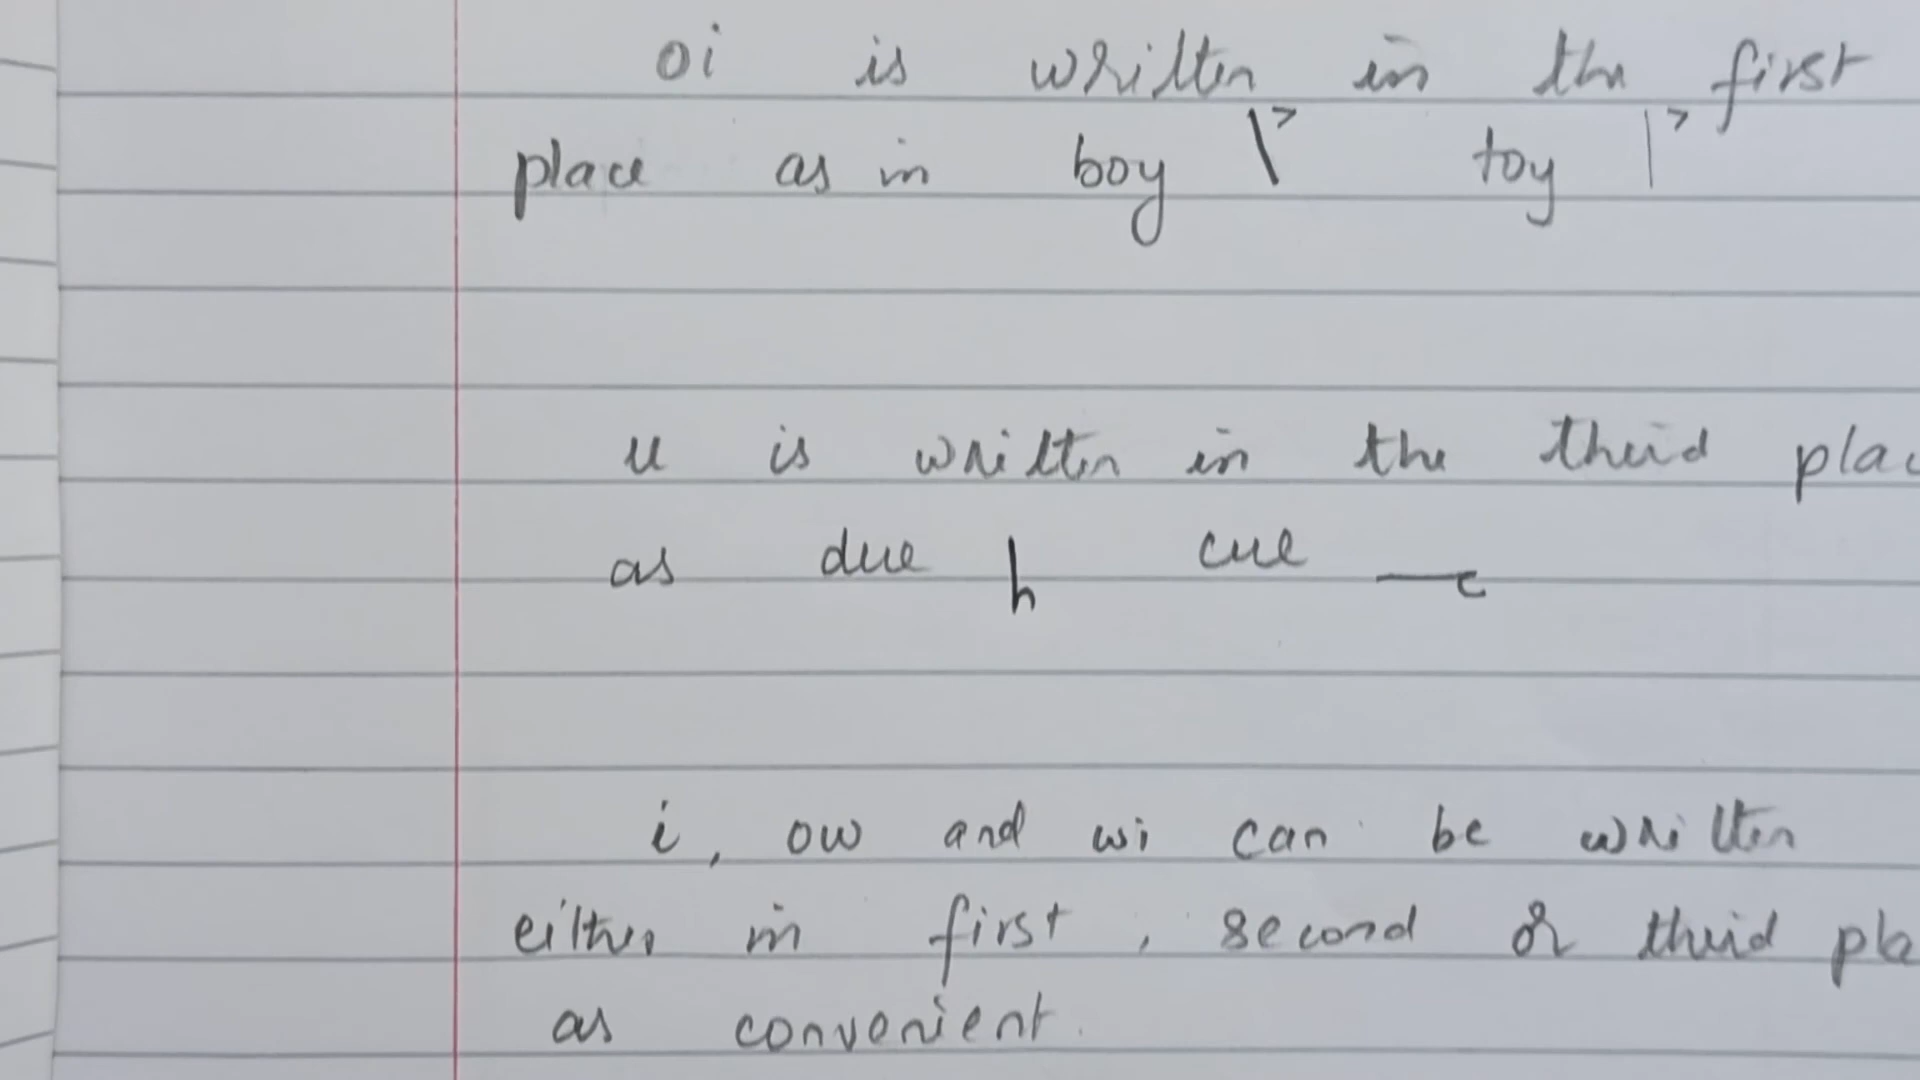 oi is written in the first
place as in boy toy
u is written in the third plac
as due cue
i, ow and wi can be written
either in first, second or third pla
as convenient.